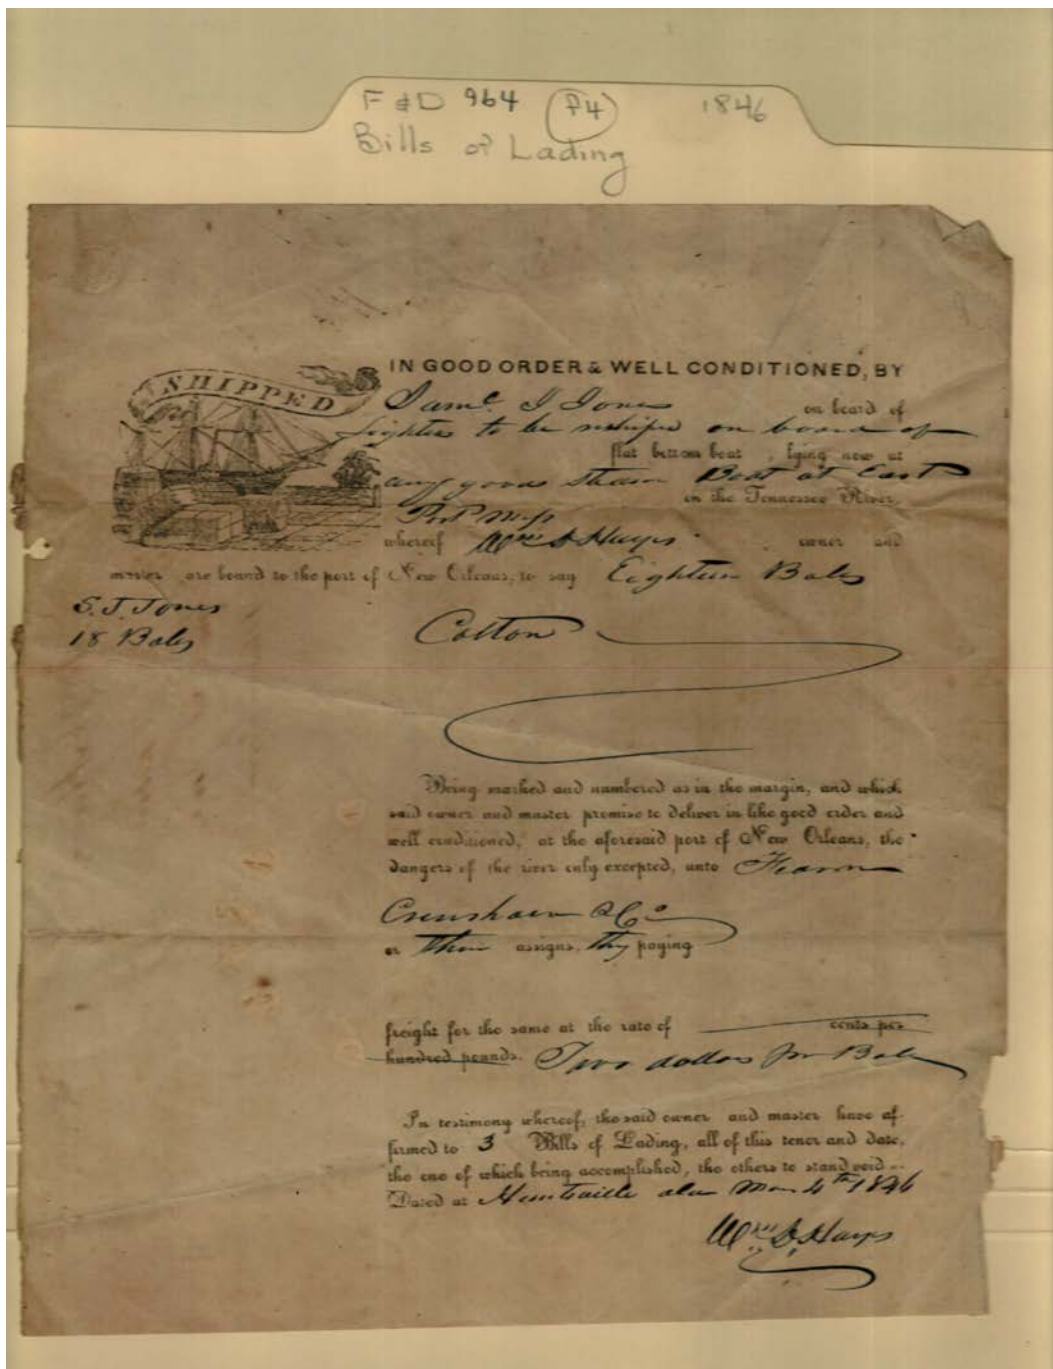 F & D 964 (P4) 1846
Bills of Lading
SHIPPED
IN GOOD ORDER & WELL CONDITIONED, BY
Saml. J Jones on board of
Lighter to be reshiped on board of
flat bottom boat , lying now at
any good steam Boat at East
in the Tennessee River,
Port Miss
whereof Wm S Hays owner and
master are bound to the port of New Orleans, to say Eighteen Bales
S. J. Jones
18 Bales
Cotton
Being marked and numbered as in the margin, and which
said owner and master promise to deliver in like good order and
well conditioned, at the aforesaid port of New Orleans, the
dangers of the river only excepted, unto Fearn
Crenshaw & Co
or their assigns, they paying
freight for the same at the rate of cents per
hundred pounds. Two dollars per Bale
In testimony whereof, the said owner and master have af-
firmed to 3 Bills of Lading, all of this tenor and date,
the one of which being accomplished, the others to stand void.
Dated at Huntsville ala 4th 1846
Wm S Hays